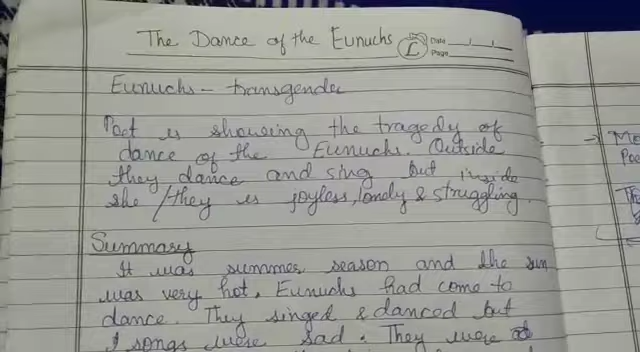 The Dance of the Eunuchs
Date
Page
Eunuchs - transgender
Poet is showing the tragedy of
dance of the Eunuchs. Outside
they dance and sing but inside
she / they is joyless, lonely & struggling.
Summary
It was summer season and the sun
was very hot, Eunuchs had come to
dance. They singed & danced but
songs were sad. They were